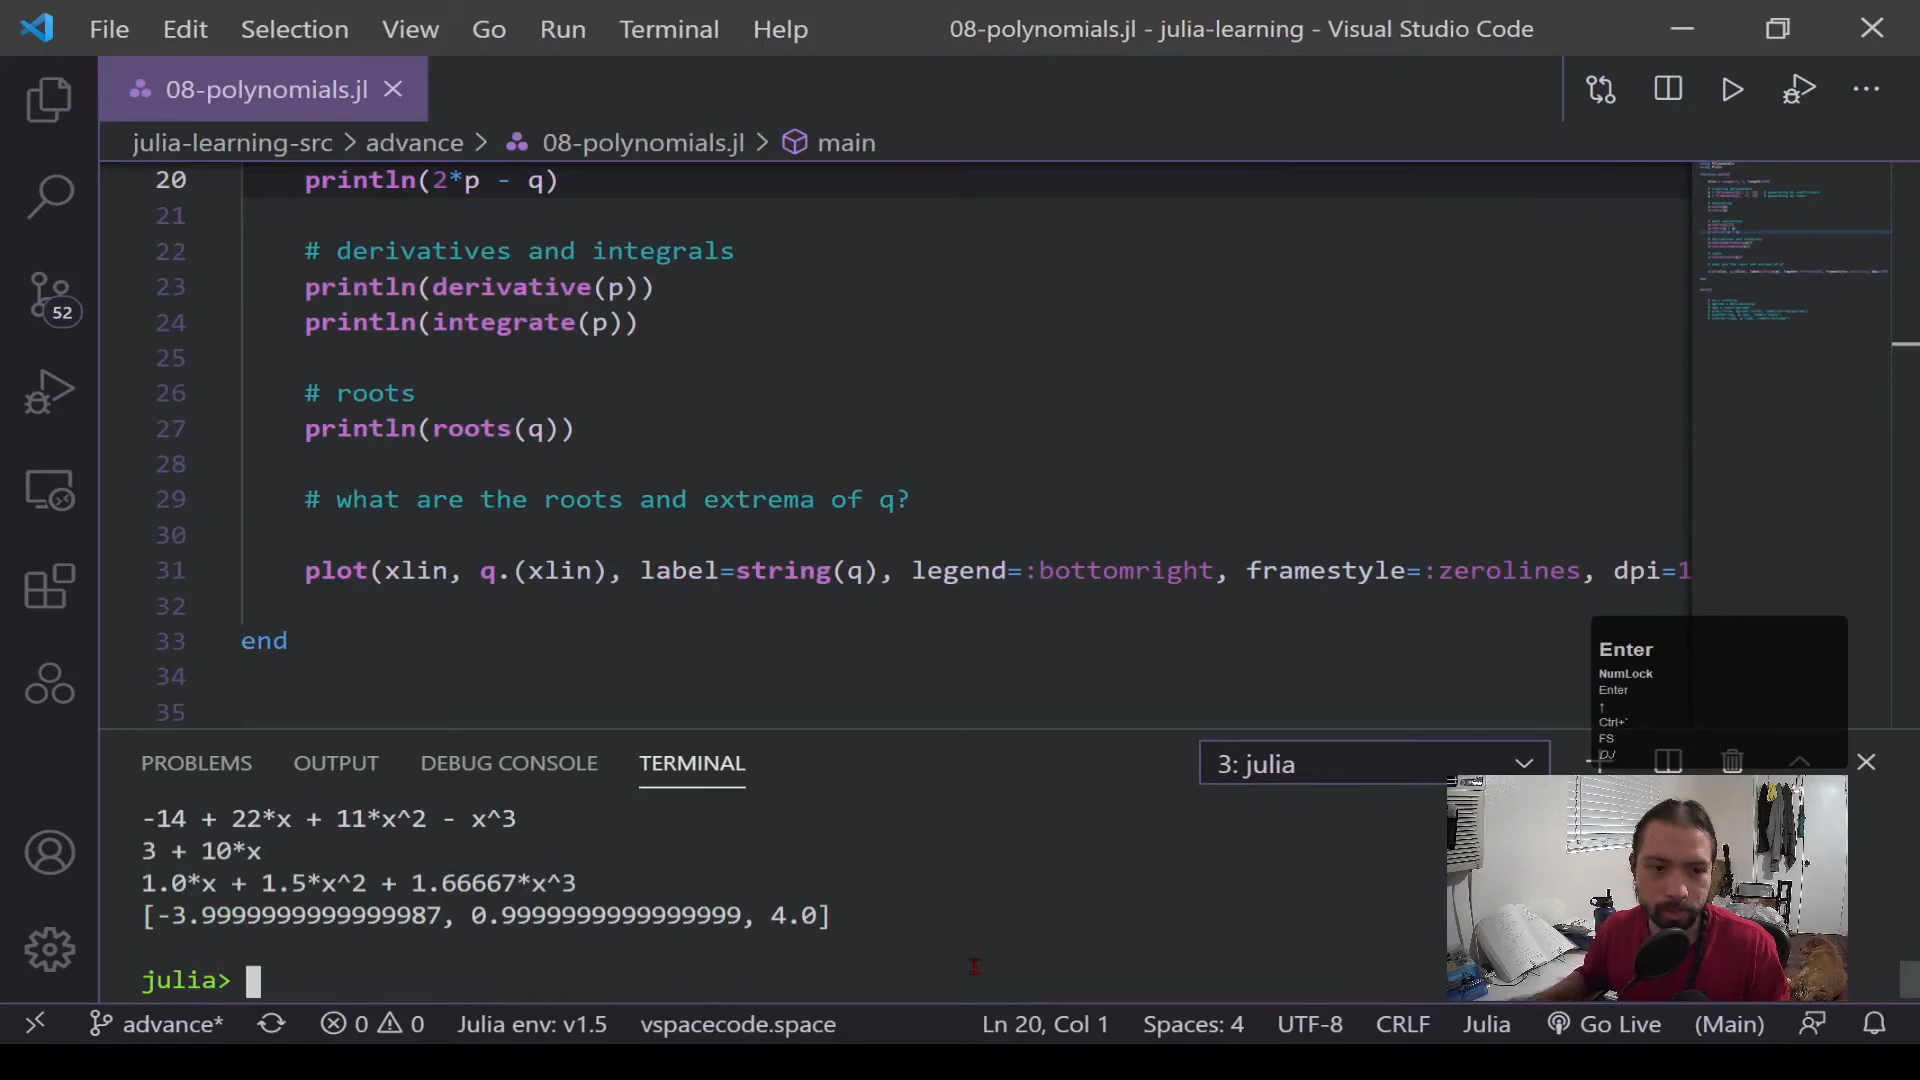 File Edit Selection View Go Run Terminal Help 08-polynomials.jl - julia-learning - Visual Studio Code
08-polynomials.jl
julia-learning-src > advance > 08-polynomials.jl > main
20 println(2*p - q)
21
22 # derivatives and integrals
23 println(derivative(p))
24 println(integrate(p))
25
26 # roots
27 println(roots(q))
28
29 # what are the roots and extrema of q?
30
31 plot(xlin, q.(xlin), label=string(q), legend=:bottomright, framestyle=:zerolines, dpi=1
32
33 end
34
35
52
Enter
NumLock
Enter
↑
Ctrl+`
FS
PROBLEMS OUTPUT DEBUG CONSOLE TERMINAL 3: julia
-14 + 22*x + 11*x^2 - x^3
3 + 10*x
1.0*x + 1.5*x^2 + 1.66667*x^3
[-3.9999999999999987, 0.9999999999999999, 4.0]
julia>
advance* 0 0 Julia env: v1.5 vspacecode.space Ln 20, Col 1 Spaces: 4 UTF-8 CRLF Julia Go Live (Main)